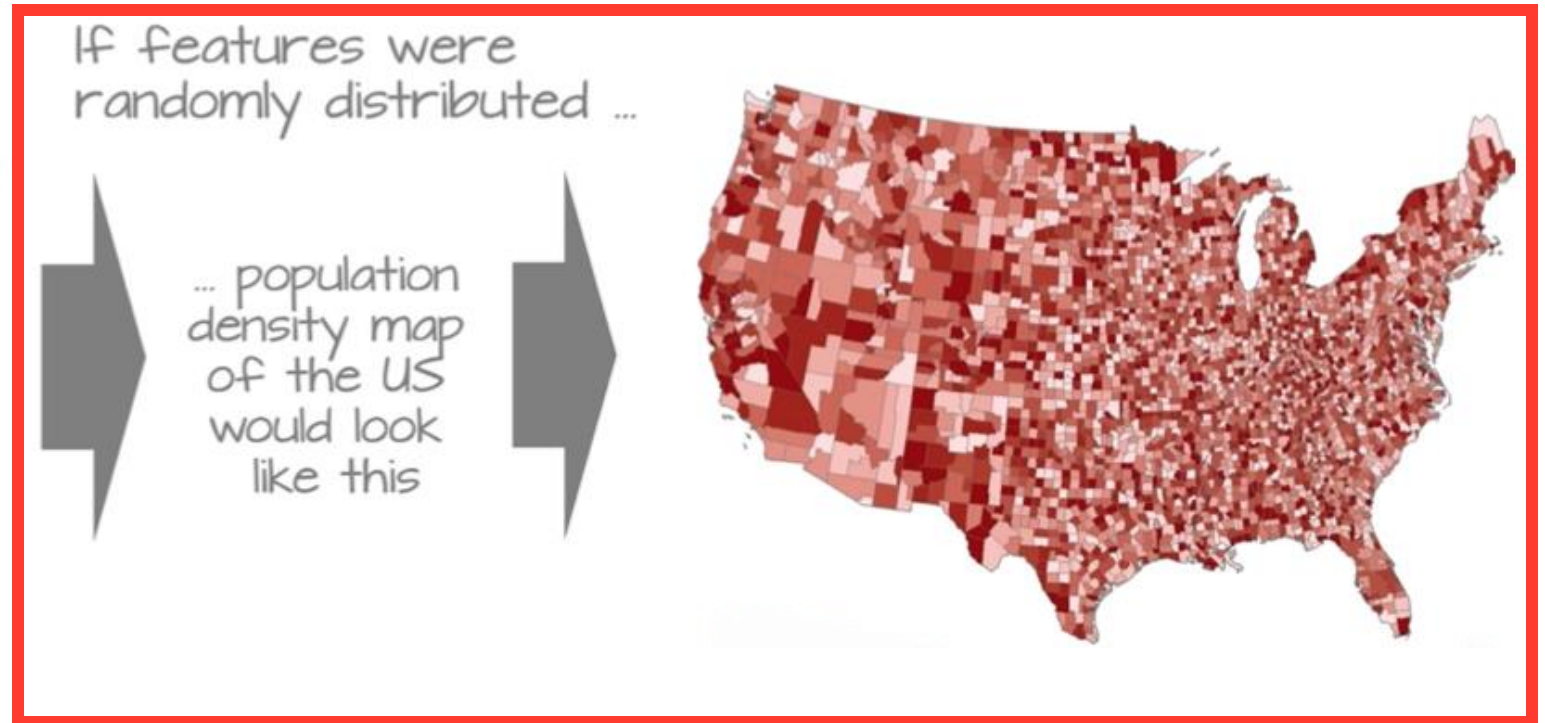 If features were
randomly distributed ...
... population
density map
of the US
would look
like this